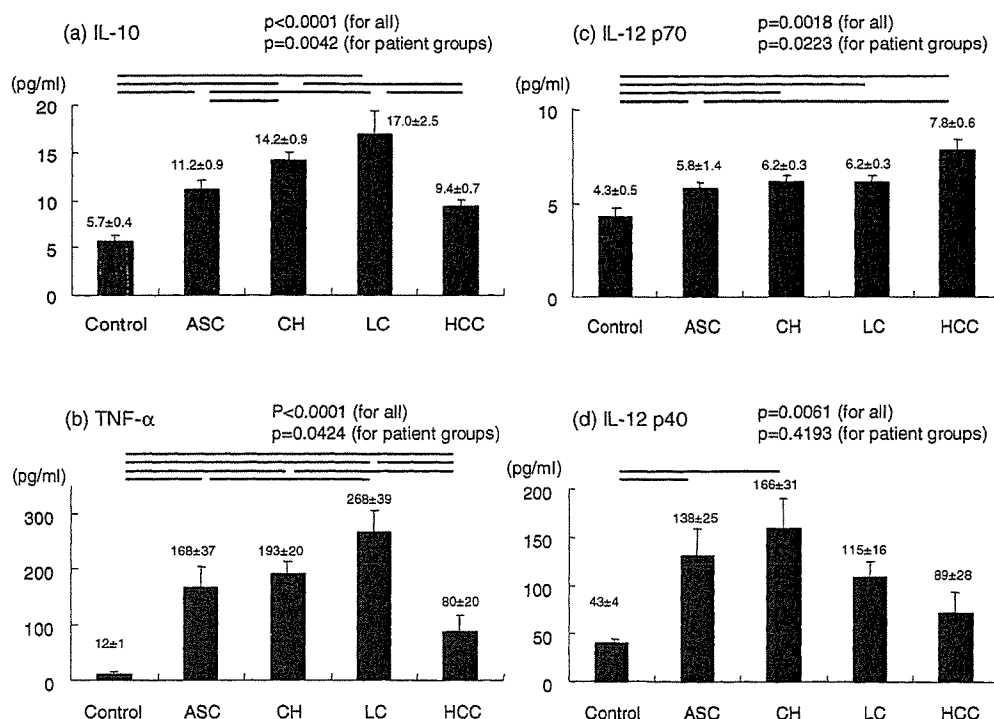 (a) IL-10
p<0.0001 (for all)
p=0.0042 (for patient groups)
(pg/ml)
20
15
10
5
0
5.7±0.4
11.2±0.9
14.2±0.9
17.0±2.5
9.4±0.7
Control ASC CH LC HCC
(c) IL-12 p70
p=0.0018 (for all)
p=0.0223 (for patient groups)
(pg/ml)
10
5
0
4.3±0.5
5.8±1.4
6.2±0.3
6.2±0.3
7.8±0.6
Control ASC CH LC HCC
(b) TNF-α
P<0.0001 (for all)
p=0.0424 (for patient groups)
(pg/ml)
300
200
100
0
12±1
168±37
193±20
268±39
80±20
Control ASC CH LC HCC
(d) IL-12 p40
p=0.0061 (for all)
p=0.4193 (for patient groups)
(pg/ml)
200
150
100
50
0
43±4
138±25
166±31
115±16
89±28
Control ASC CH LC HCC